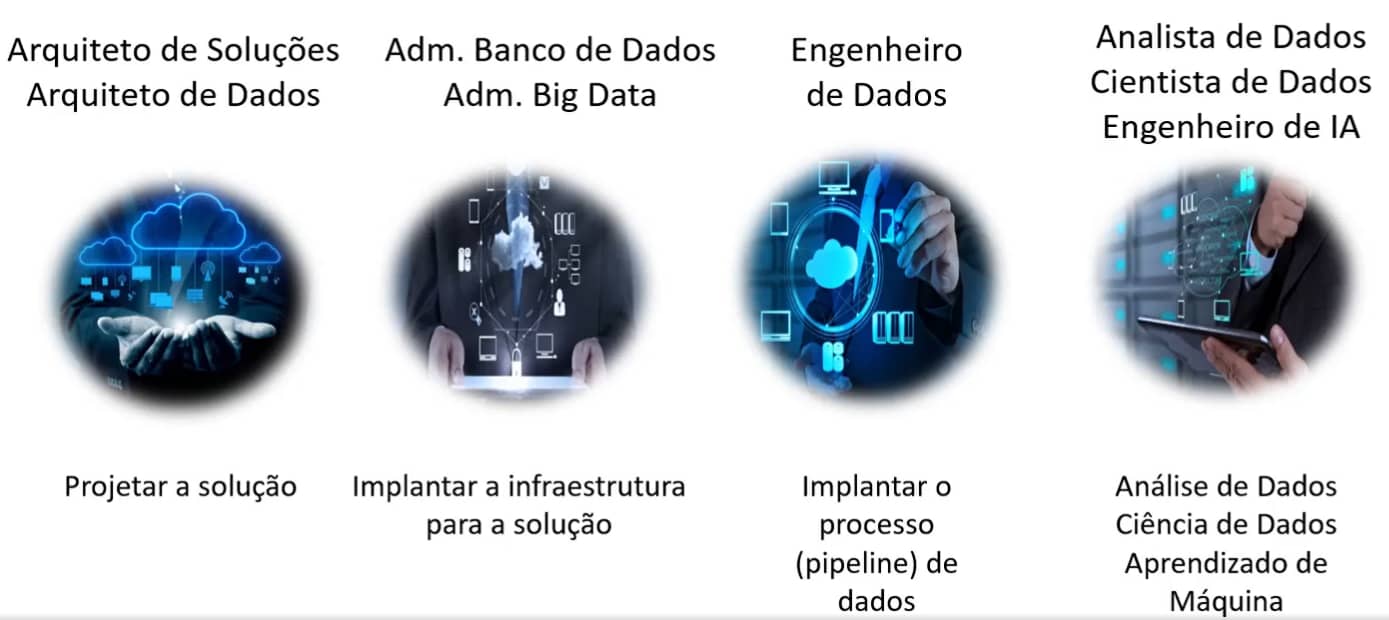 Arquiteto de Soluções
Arquiteto de Dados
Adm. Banco de Dados
Adm. Big Data
Engenheiro
de Dados
Analista de Dados
Cientista de Dados
Engenheiro de IA
Projetar a solução
Implantar a infraestrutura
para a solução
Implantar o
processo
(pipeline) de
dados
Análise de Dados
Ciência de Dados
Aprendizado de
Máquina